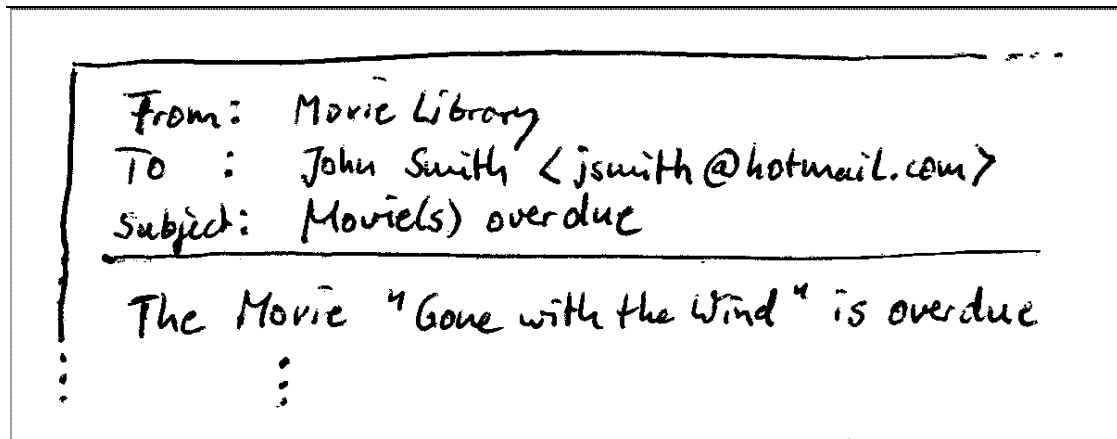 From: Movie Library
To : John Smith <jsmith@hotmail.com>
Subject: Movie(s) overdue
The Movie "Gone with the Wind" is overdue